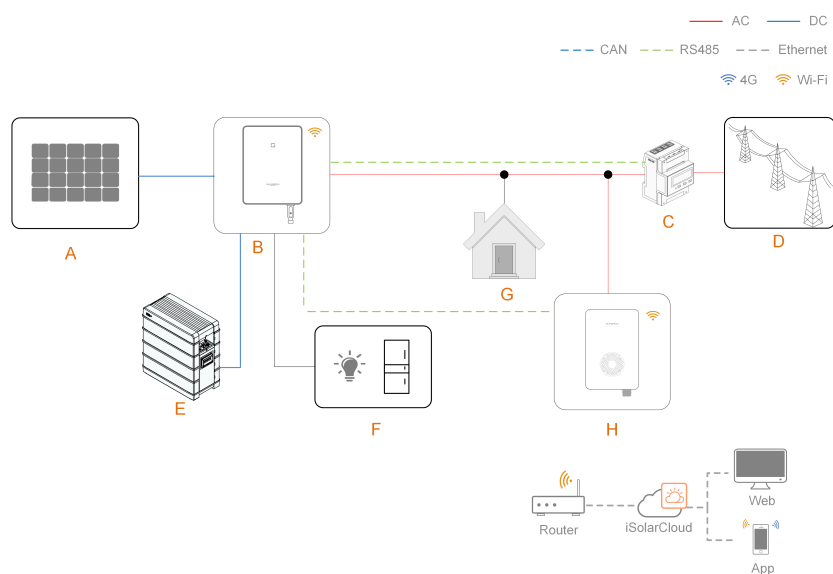 AC DC
CAN RS485 Ethernet
4G Wi-Fi
A
B
C
D
E
F
G
H
Router
iSolarCloud
Web
App